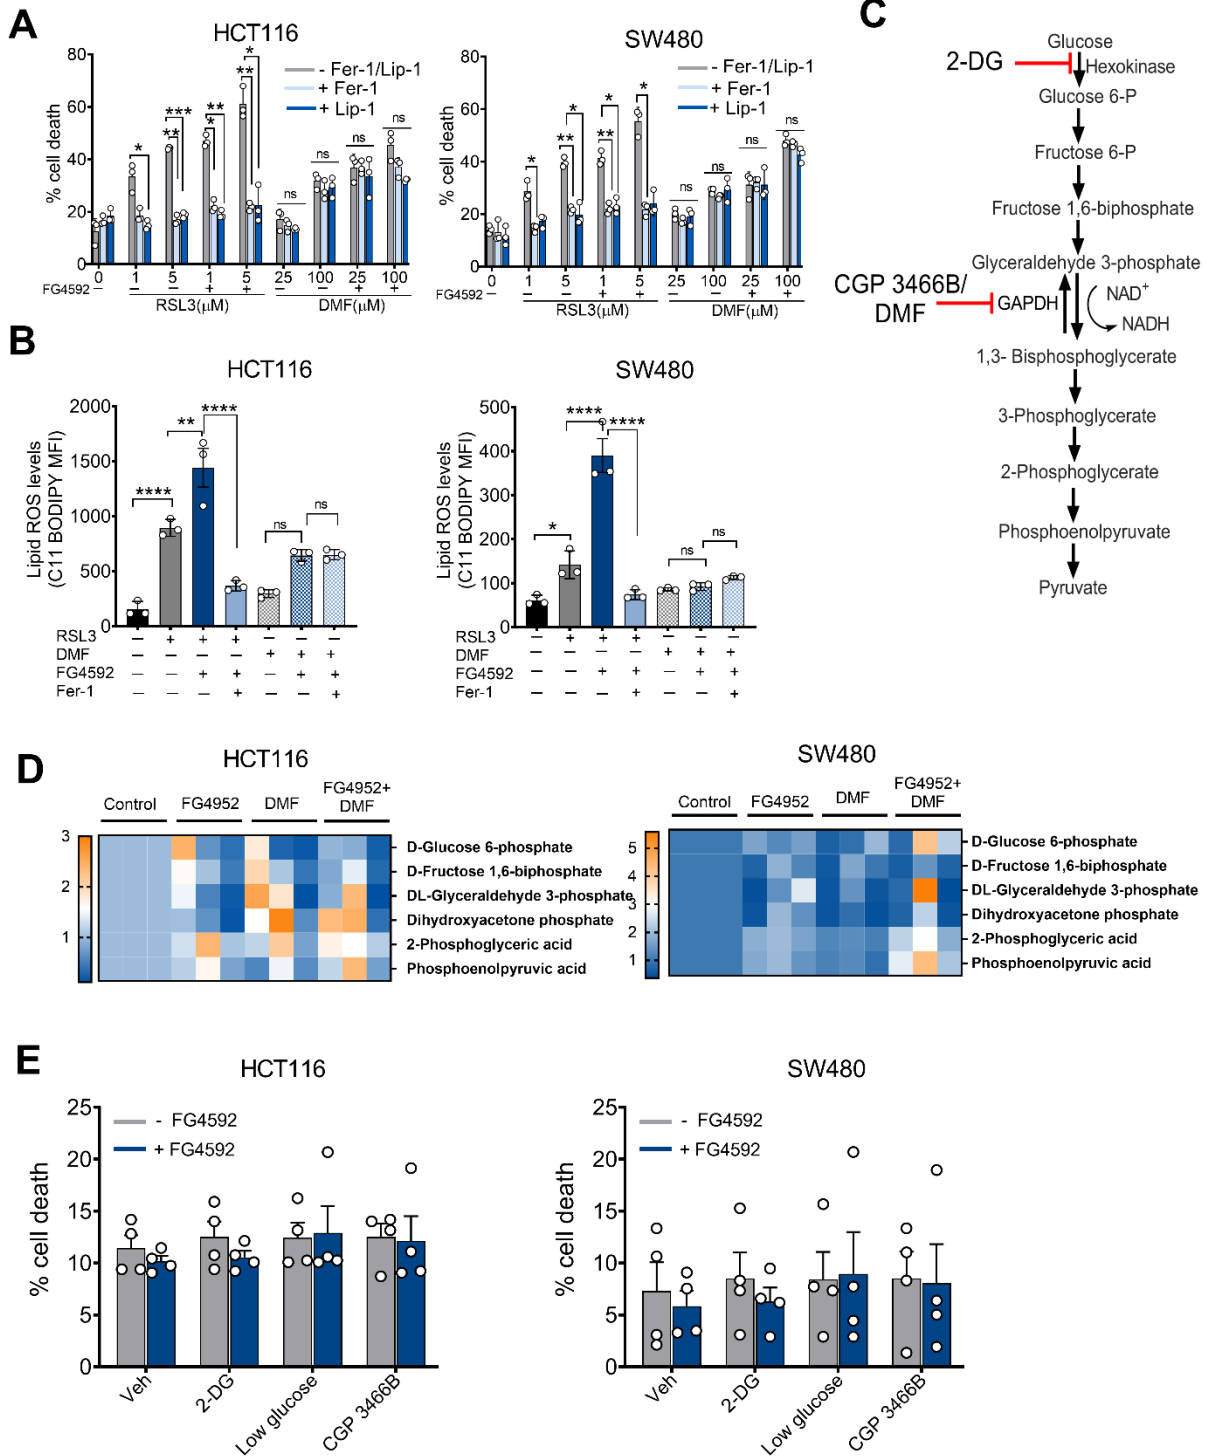 A
HCT116
% cell death
80
60
40
20
0
- Fer-1/Lip-1
+ Fer-1
+ Lip-1
* ** *** * ** ** *
ns ns ns ns
0 1 5 1 5 25 100 25 100
FG4592 – – – + + – – + +
RSL3(μM) DMF(μM)
SW480
% cell death
80
60
40
20
0
- Fer-1/Lip-1
+ Fer-1
+ Lip-1
* ** * ** * *
ns ns ns ns
0 1 5 1 5 25 100 25 100
FG4592 – – – + + – – + +
RSL3(μM) DMF(μM)
B
HCT116
Lipid ROS levels
(C11 BODIPY MFI)
2000
1500
1000
500
0
**** ** **** ns ns
RSL3 – + + + – – –
DMF – – – – + + +
FG4592 – – + + – + +
Fer-1 – – – + – – +
SW480
Lipid ROS levels
(C11 BODIPY MFI)
500
400
300
200
100
0
* **** **** ns ns
RSL3 – + + + – – –
DMF – – – – + + +
FG4592 – – + + – + +
Fer-1 – – – + – – +
C
Glucose
2-DG
Hexokinase
Glucose 6-P
Fructose 6-P
Fructose 1,6-biphosphate
Glyceraldehyde 3-phosphate
CGP 3466B/
DMF
GAPDH
NAD+
NADH
1,3- Bisphosphoglycerate
3-Phosphoglycerate
2-Phosphoglycerate
Phosphoenolpyruvate
Pyruvate
D
HCT116
Control FG4952 DMF FG4952+
DMF
3
2
1
D-Glucose 6-phosphate
D-Fructose 1,6-biphosphate
DL-Glyceraldehyde 3-phosphate
Dihydroxyacetone phosphate
2-Phosphoglyceric acid
Phosphoenolpyruvic acid
SW480
Control FG4952 DMF FG4952+
DMF
5
4
3
2
1
D-Glucose 6-phosphate
D-Fructose 1,6-biphosphate
DL-Glyceraldehyde 3-phosphate
Dihydroxyacetone phosphate
2-Phosphoglyceric acid
Phosphoenolpyruvic acid
E
HCT116
% cell death
25
20
15
10
5
0
- FG4592
+ FG4592
Veh
2-DG
Low glucose
CGP 3466B
SW480
% cell death
25
20
15
10
5
0
- FG4592
+ FG4592
Veh
2-DG
Low glucose
CGP 3466B